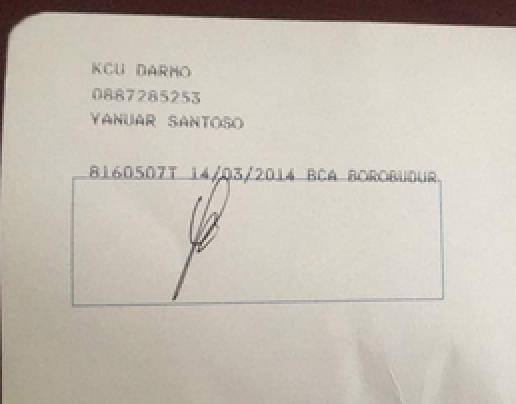 KCU DARMO
0887285253
YANUAR SANTOSO
8160507T 14/03/2014 BCA BOROBUDUR